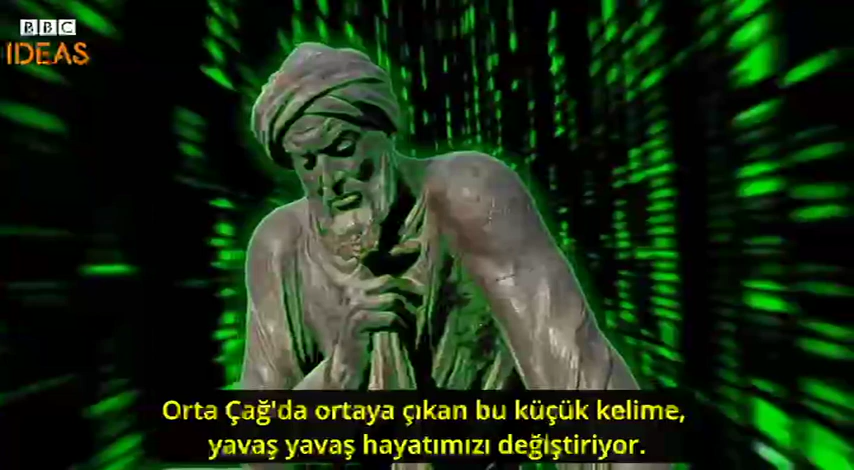 BBC
IDEAS
Orta Çağ'da ortaya çıkan bu küçük kelime,
yavaş yavaş hayatımızı değiştiriyor.